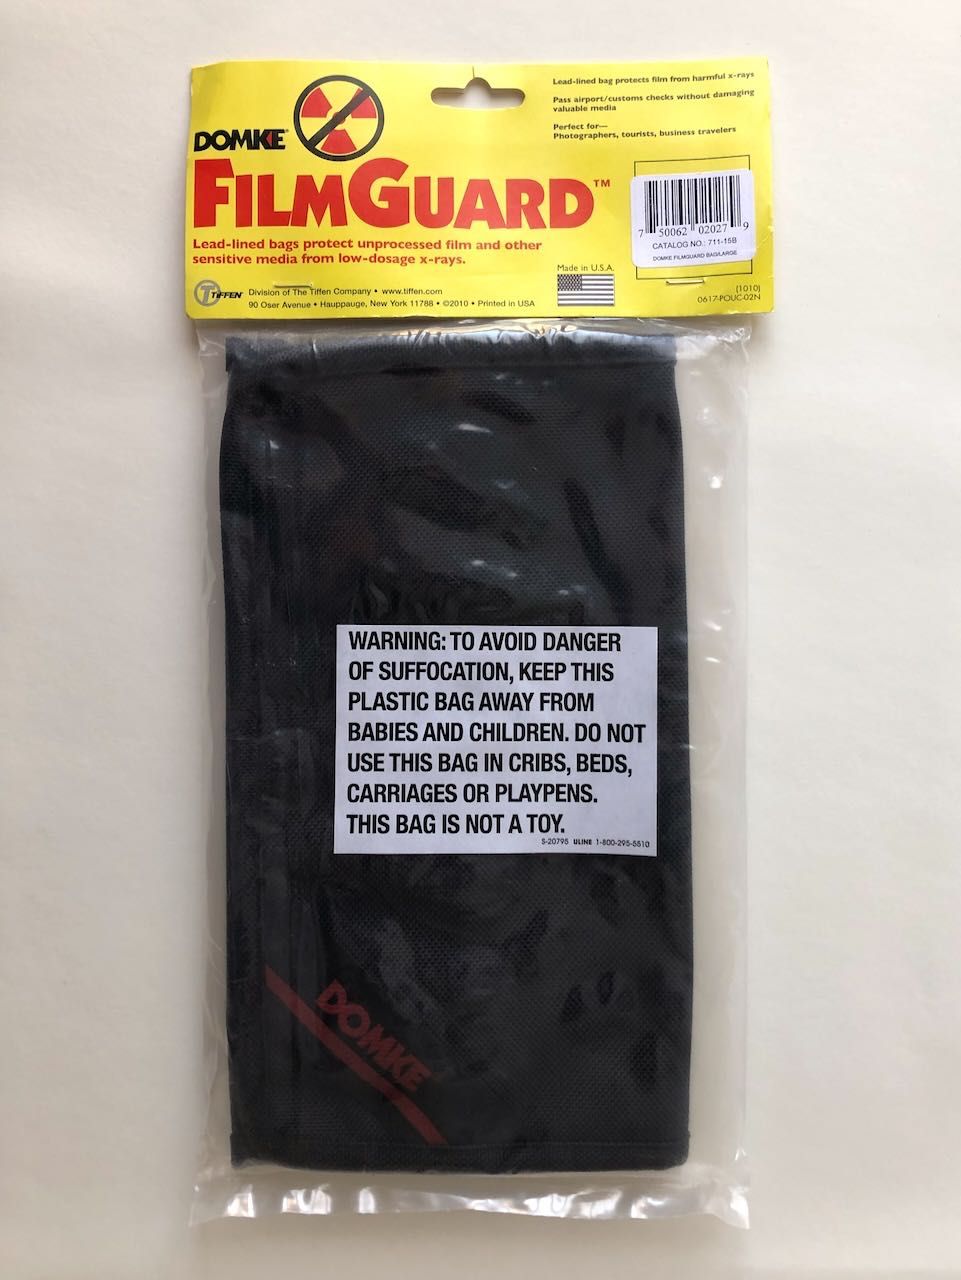 DOMKE®
FILMGUARD™
Lead-lined bags protect unprocessed film and other
sensitive media from low-dosage x-rays.
Lead-lined bag protects film from harmful x-rays
Pass airport/customs checks without damaging
valuable media
Perfect for—
Photographers, tourists, business travelers
7 50062 02027 9
CATALOG NO.: 711-15B
DOMKE FILMGUARD BAG/LARGE
Made in U.S.A.
TIFFEN
Division of The Tiffen Company • www.tiffen.com
90 Oser Avenue • Hauppauge, New York 11788 • ©2010 • Printed in USA
(1010)
0617-POUC-02N
WARNING: TO AVOID DANGER
OF SUFFOCATION, KEEP THIS
PLASTIC BAG AWAY FROM
BABIES AND CHILDREN. DO NOT
USE THIS BAG IN CRIBS, BEDS,
CARRIAGES OR PLAYPENS.
THIS BAG IS NOT A TOY.
S-20795 ULINE 1-800-295-5510
DOMKE